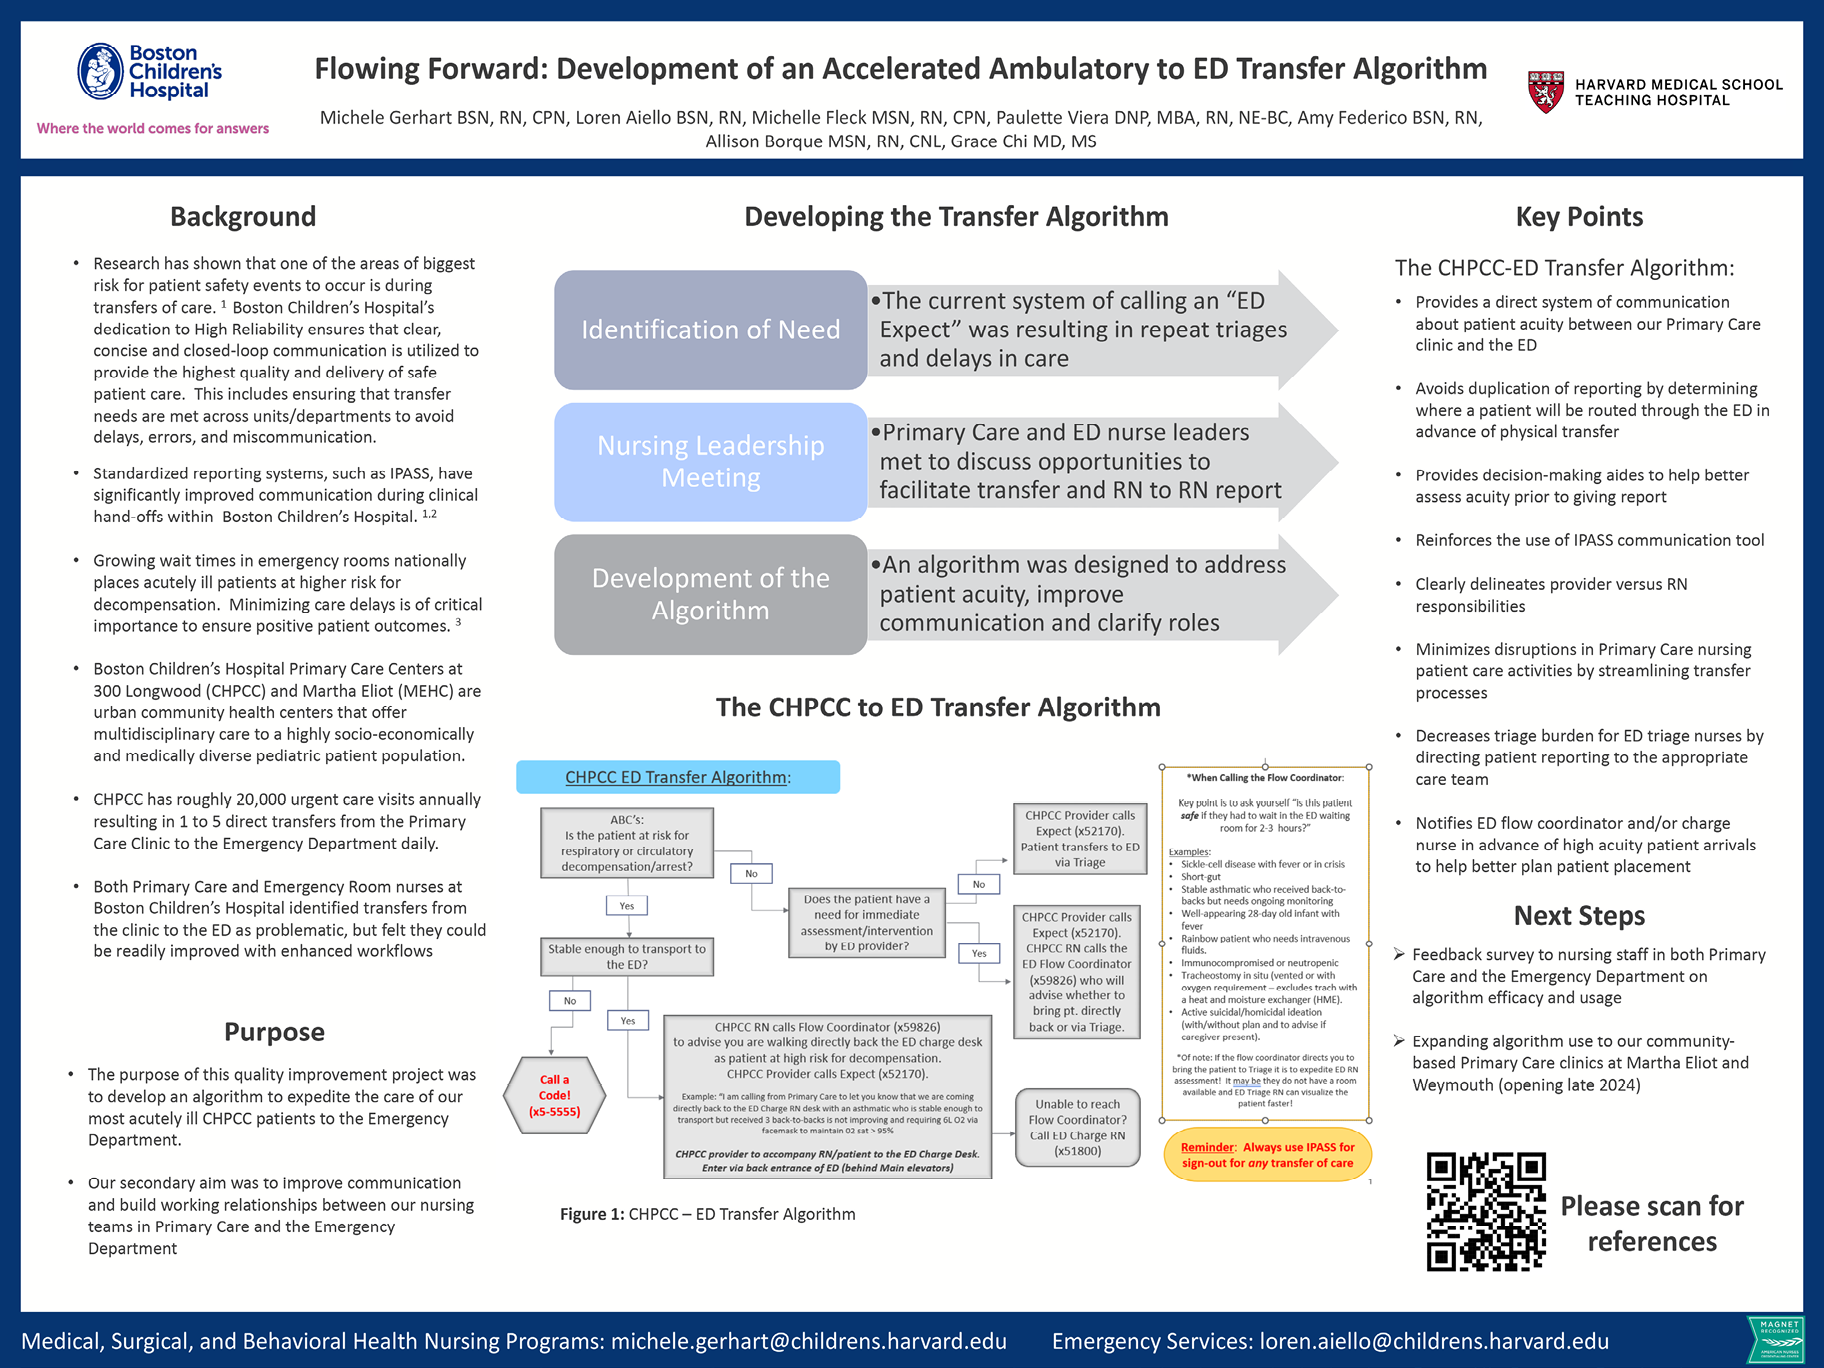 Boston
Children's
Hospital
Where the world comes for answers
Flowing Forward: Development of an Accelerated Ambulatory to ED Transfer Algorithm
Michele Gerhart BSN, RN, CPN, Loren Aiello BSN, RN, Michelle Fleck MSN, RN, CPN, Paulette Viera DNP, MBA, RN, NE-BC, Amy Federico BSN, RN,
Allison Borque MSN, RN, CNL, Grace Chi MD, MS
HARVARD MEDICAL SCHOOL
TEACHING HOSPITAL
Background
• Research has shown that one of the areas of biggest
risk for patient safety events to occur is during
transfers of care. 1 Boston Children's Hospital's
dedication to High Reliability ensures that clear,
concise and closed-loop communication is utilized to
provide the highest quality and delivery of safe
patient care. This includes ensuring that transfer
needs are met across units/departments to avoid
delays, errors, and miscommunication.
• Standardized reporting systems, such as IPASS, have
significantly improved communication during clinical
hand-offs within Boston Children's Hospital. 1.2
• Growing wait times in emergency rooms nationally
places acutely ill patients at higher risk for
decompensation. Minimizing care delays is of critical
importance to ensure positive patient outcomes. 3
• Boston Children's Hospital Primary Care Centers at
300 Longwood (CHPCC) and Martha Eliot (MEHC) are
urban community health centers that offer
multidisciplinary care to a highly socio-economically
and medically diverse pediatric patient population.
• CHPCC has roughly 20,000 urgent care visits annually
resulting in 1 to 5 direct transfers from the Primary
Care Clinic to the Emergency Department daily.
• Both Primary Care and Emergency Room nurses at
Boston Children's Hospital identified transfers from
the clinic to the ED as problematic, but felt they could
be readily improved with enhanced workflows
Purpose
• The purpose of this quality improvement project was
to develop an algorithm to expedite the care of our
most acutely ill CHPCC patients to the Emergency
Department.
• Our secondary aim was to improve communication
and build working relationships between our nursing
teams in Primary Care and the Emergency
Department
Developing the Transfer Algorithm
Identification of Need
•The current system of calling an “ED
Expect” was resulting in repeat triages
and delays in care
Nursing Leadership
Meeting
•Primary Care and ED nurse leaders
met to discuss opportunities to
facilitate transfer and RN to RN report
Development of the
Algorithm
•An algorithm was designed to address
patient acuity, improve
communication and clarify roles
The CHPCC to ED Transfer Algorithm
CHPCC ED Transfer Algorithm:
ABC's:
Is the patient at risk for
respiratory or circulatory
decompensation/arrest?
No
Yes
Stable enough to transport to
the ED?
No
Yes
Call a
Code!
(x5-5555)
Does the patient have a
need for immediate
assessment/intervention
by ED provider?
No
Yes
CHPCC Provider calls
Expect (x52170).
Patient transfers to ED
via Triage
CHPCC Provider calls
Expect (x52170).
CHPCC RN calls the
ED Flow Coordinator
(x59826) who will
advise whether to
bring pt. directly
back or via Triage.
CHPCC RN calls Flow Coordinator (x59826)
to advise you are walking directly back the ED charge desk
as patient at high risk for decompensation.
CHPCC Provider calls Expect (x52170).
Example: “I am calling from Primary Care to let you know that we are coming
directly back to the ED Charge RN desk with an asthmatic who is stable enough to
transport but received 3 back-to-backs is not improving and requiring 6L O2 via
facemask to maintain 02 sat > 95%
CHPCC provider to accompany RN/patient to the ED Charge Desk.
Enter via back entrance of ED (behind Main elevators)
Unable to reach
Flow Coordinator?
Call ED Charge RN
(x51800)
*When Calling the Flow Coordinator:
Key point is to ask yourself “is this patient
safe if they had to wait in the ED waiting
room for 2-3 hours?”
Examples:
• Sickle-cell disease with fever or in crisis
• Short-gut
• Stable asthmatic who received back-to-
backs but needs ongoing monitoring
• Well-appearing 28-day old infant with
fever
• Rainbow patient who needs intravenous
fluids.
• Immunocompromised or neutropenic
• Tracheostomy in situ (vented or with
oxygen requirement – excludes trach with
a heat and moisture exchanger (HME).
• Active suicidal/homicidal ideation
(with/without plan and to advise if
caregiver present).
*Of note: If the flow coordinator directs you to
bring the patient to Triage it is to expedite ED RN
assessment! It may be they do not have a room
available and ED Triage RN can visualize the
patient faster!
Reminder: Always use IPASS for
sign-out for any transfer of care
1
Figure 1: CHPCC – ED Transfer Algorithm
Key Points
The CHPCC-ED Transfer Algorithm:
• Provides a direct system of communication
about patient acuity between our Primary Care
clinic and the ED
• Avoids duplication of reporting by determining
where a patient will be routed through the ED in
advance of physical transfer
• Provides decision-making aides to help better
assess acuity prior to giving report
• Reinforces the use of IPASS communication tool
• Clearly delineates provider versus RN
responsibilities
• Minimizes disruptions in Primary Care nursing
patient care activities by streamlining transfer
processes
• Decreases triage burden for ED triage nurses by
directing patient reporting to the appropriate
care team
• Notifies ED flow coordinator and/or charge
nurse in advance of high acuity patient arrivals
to help better plan patient placement
Next Steps
➢ Feedback survey to nursing staff in both Primary
Care and the Emergency Department on
algorithm efficacy and usage
➢ Expanding algorithm use to our community-
based Primary Care clinics at Martha Eliot and
Weymouth (opening late 2024)
Please scan for
references
Medical, Surgical, and Behavioral Health Nursing Programs: michele.gerhart@childrens.harvard.edu
Emergency Services: loren.aiello@childrens.harvard.edu
MAGNET
RECOGNIZED